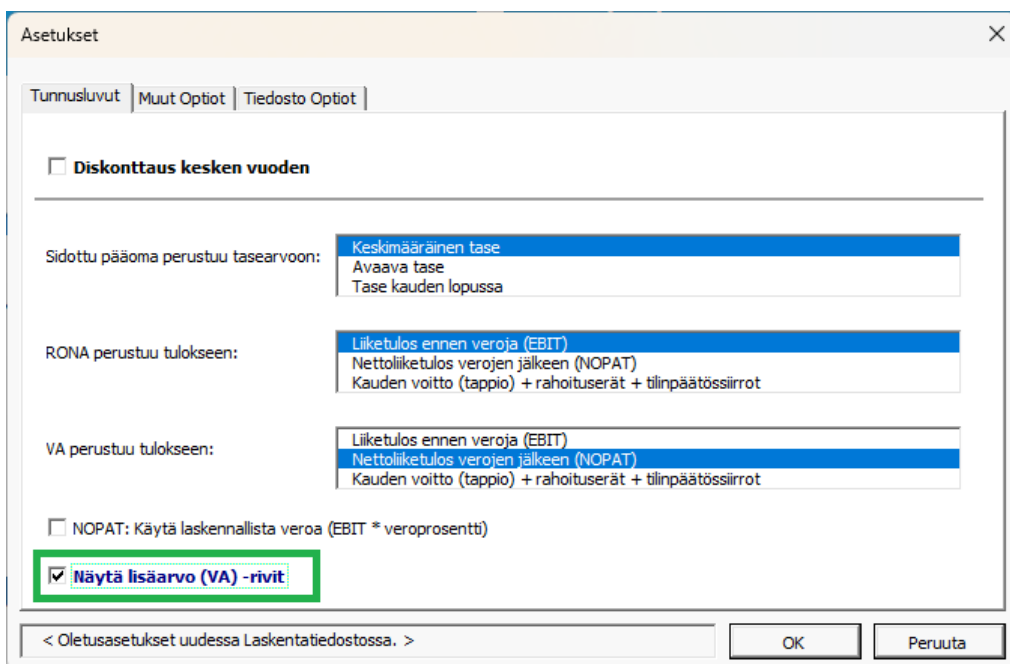 Asetukset
Tunnusluvut Muut Optiot Tiedosto Optiot
Diskonttaus kesken vuoden
Sidottu pääoma perustuu tasearvoon:
Keskimääräinen tase
Avaava tase
Tase kauden lopussa
RONA perustuu tulokseen:
Liiketulos ennen veroja (EBIT)
Nettoliiketulos verojen jälkeen (NOPAT)
Kauden voitto (tappio) + rahoituserät + tilinpäätössiirrot
VA perustuu tulokseen:
Liiketulos ennen veroja (EBIT)
Nettoliiketulos verojen jälkeen (NOPAT)
Kauden voitto (tappio) + rahoituserät + tilinpäätössiirrot
NOPAT: Käytä laskennallista veroa (EBIT * veroprosentti)
Näytä lisäarvo (VA) -rivit
< Oletusasetukset uudessa Laskentatiedostossa. > OK Peruuta